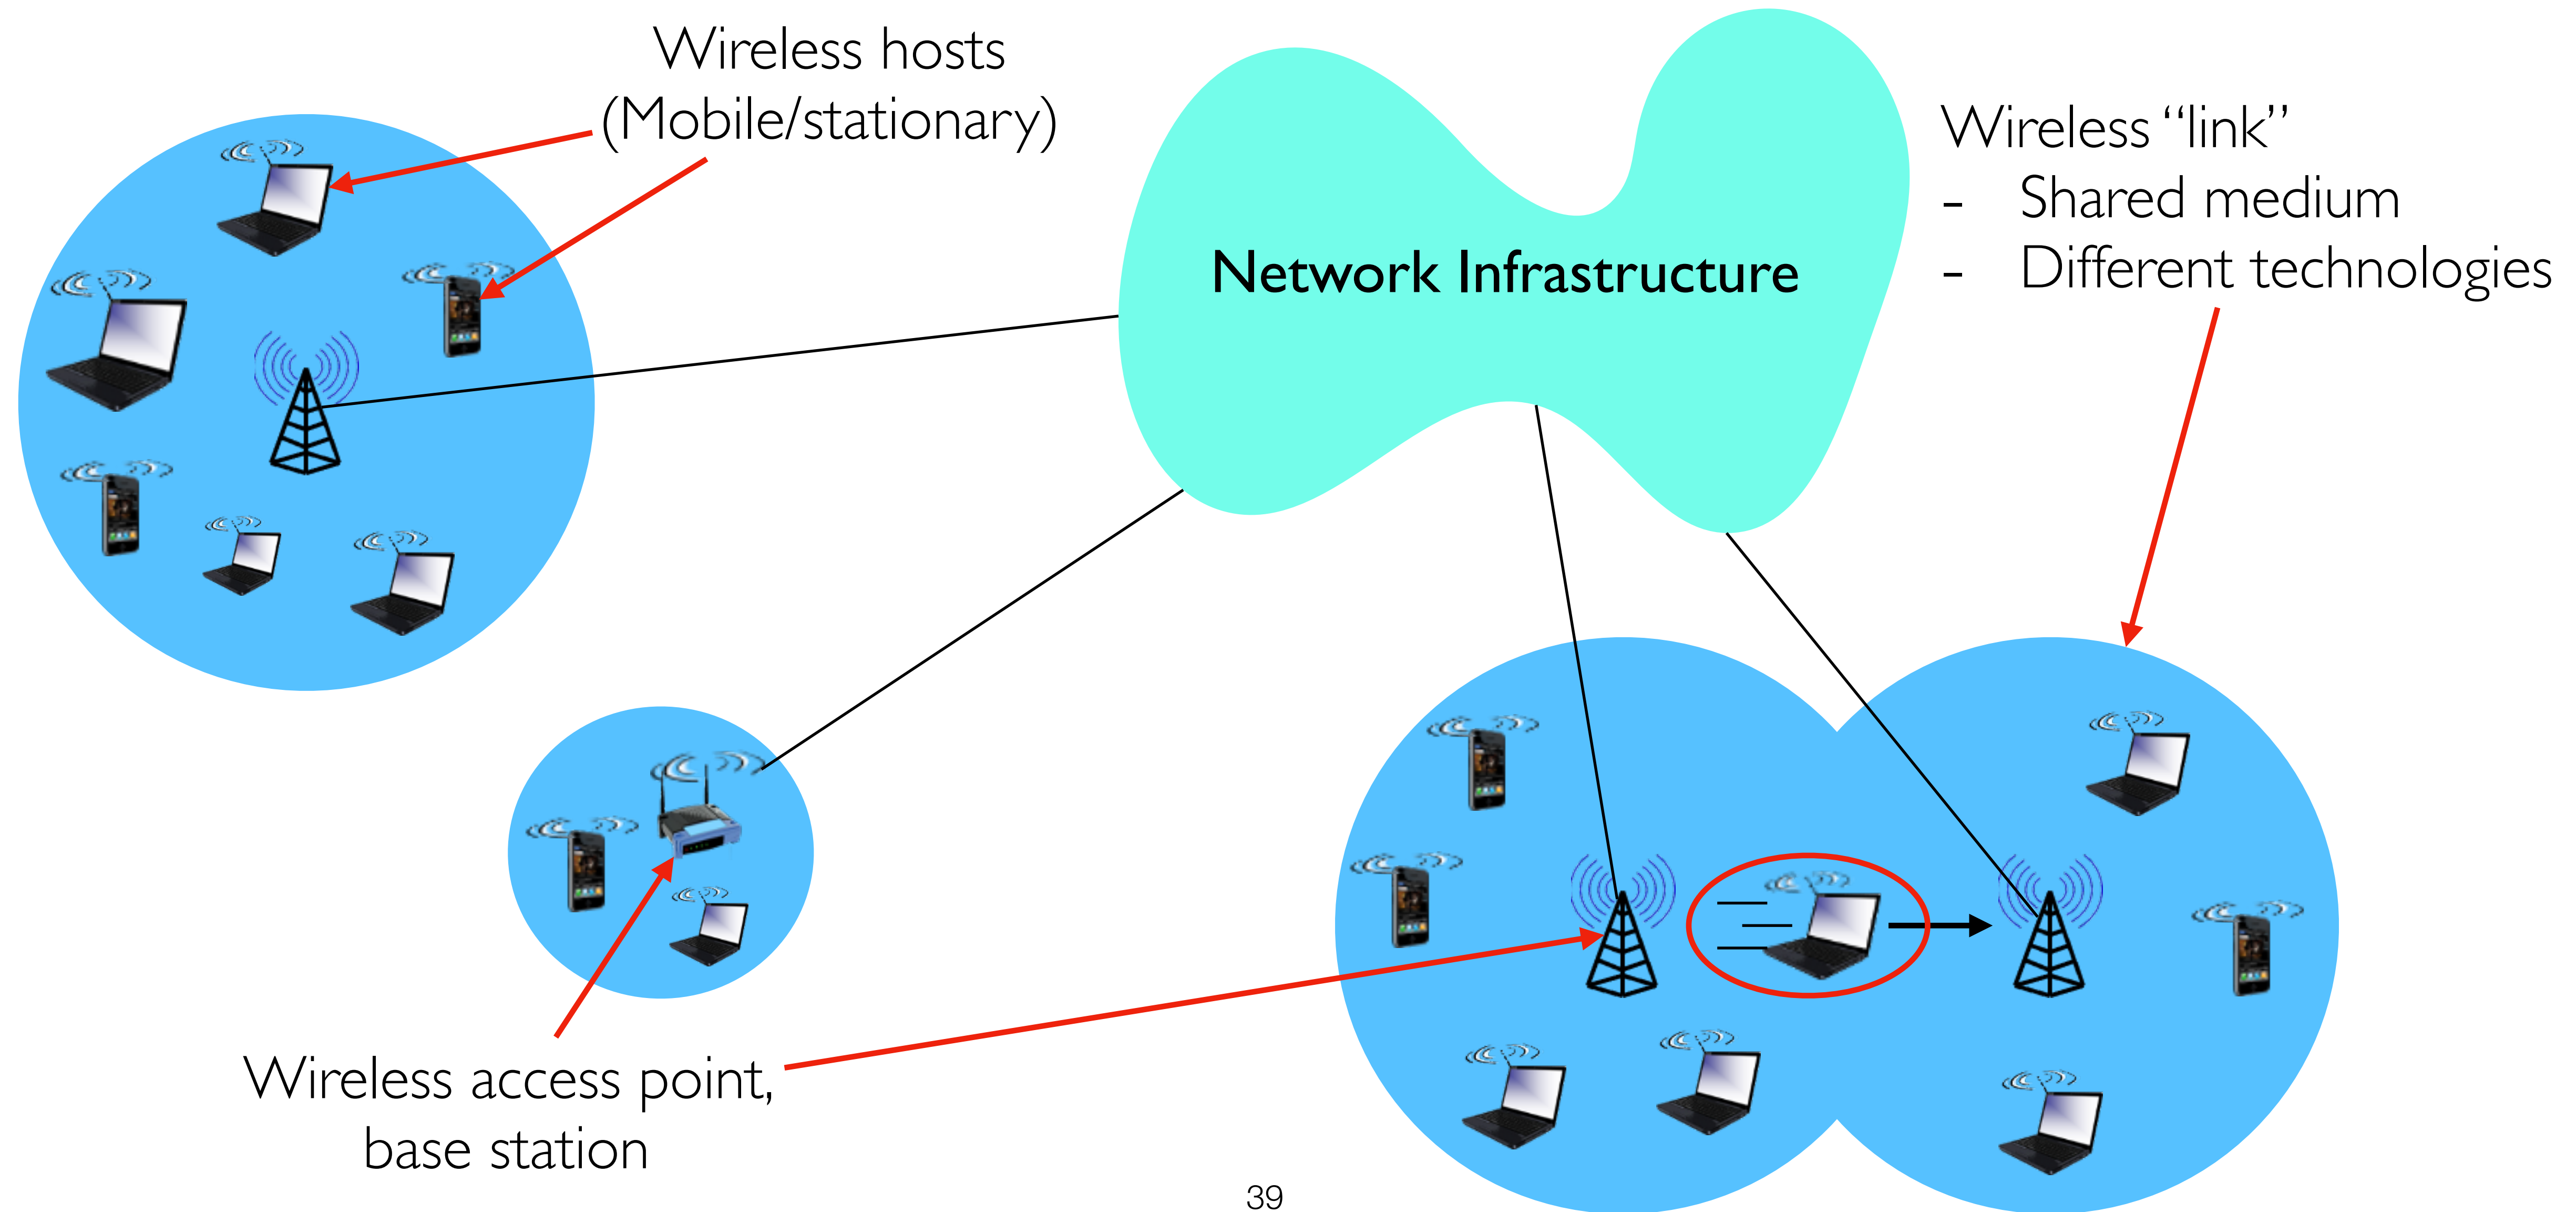 Wireless hosts
(Mobile/stationary)
Network Infrastructure
Wireless “link”
- Shared medium
- Different technologies
Wireless access point,
base station
39